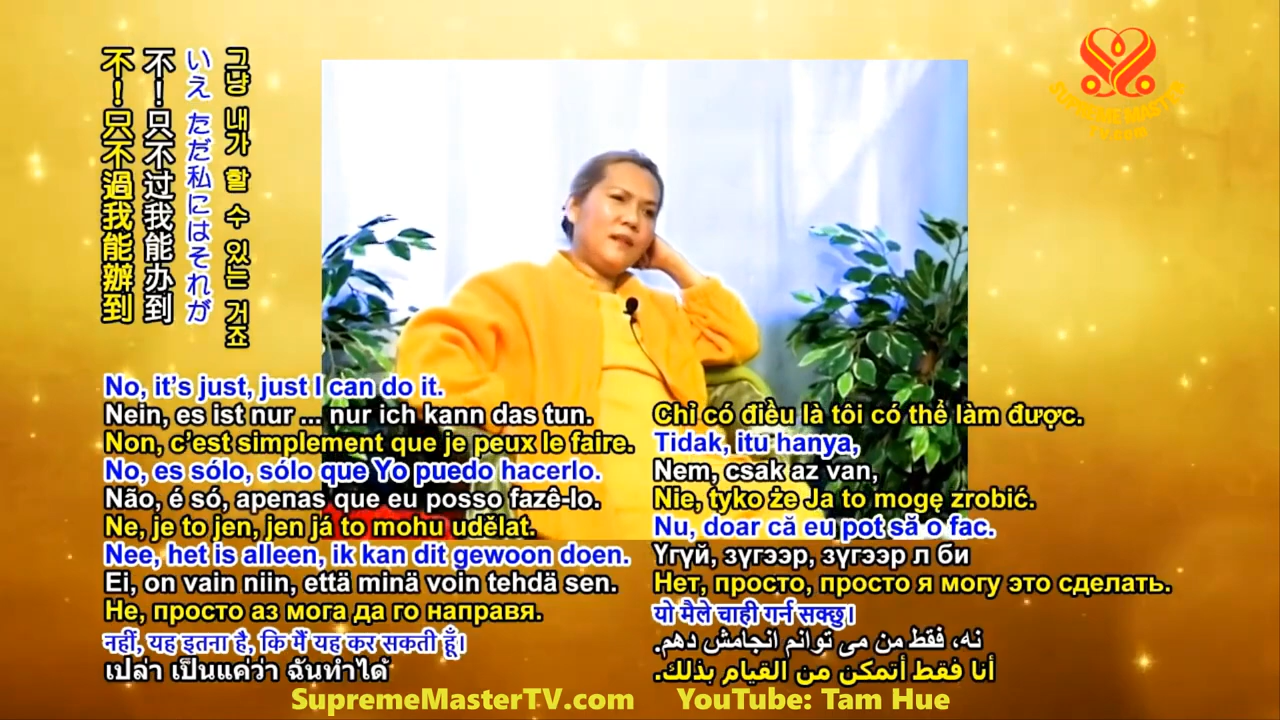 그냥 내가 할 수 있는 거죠
いえ ただ私にはそれが
不！只不过我能办到
不！只不過我能辦到
SUPREME MASTER
TV.com
No, it’s just, just I can do it.
Nein, es ist nur ... nur ich kann das tun.
Non, c’est simplement que je peux le faire.
No, es sólo, sólo que Yo puedo hacerlo.
Não, é só, apenas que eu posso fazê-lo.
Ne, je to jen, jen já to mohu udělat.
Nee, het is alleen, ik kan dit gewoon doen.
Ei, on vain niin, että minä voin tehdä sen.
Не, просто аз мога да го направя.
नहीं, यह इतना है, कि मैं यह कर सकती हूँ।
เปล่า เป็นแค่ว่า ฉันทำได้
Chỉ có điều là tôi có thể làm được.
Tidak, itu hanya,
Nem, csak az van,
Nie, tyko że Ja to mogę zrobić.
Nu, doar că eu pot să o fac.
Үгүй, зүгээр, зүгээр л би
Нет, просто, просто я могу это сделать.
यो मैले चाही गर्न सक्छु।
نه، فقط من می توانم انجامش دهم.
أنا فقط أتمكن من القيام بذلك.
SupremeMasterTV.com
YouTube: Tam Hue